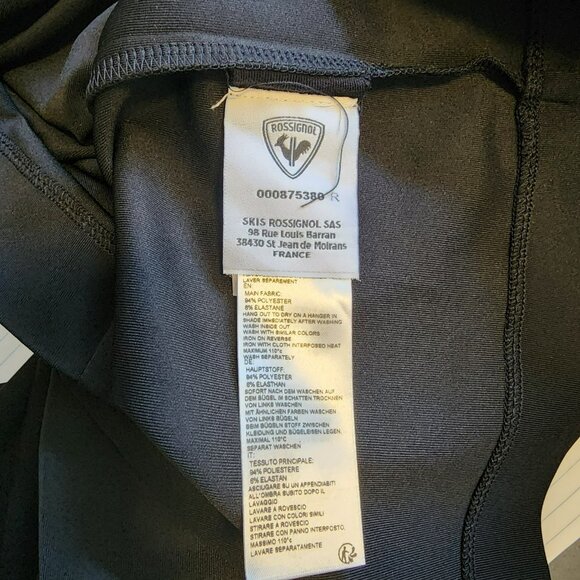 ROSSIGNOL
000875380 R
SKIS ROSSIGNOL SAS
98 Rue Louis Barran
38430 St Jean de Moirans
FRANCE
LAVER SÉPARÉMENT
EN:
MAIN FABRIC:
94% POLYESTER
6% ELASTANE
HANG OUT TO DRY ON A HANGER IN
SHADE IMMEDIATELY AFTER WASHING
WASH INSIDE OUT
WASH WITH SIMILAR COLORS
IRON ON REVERSE
IRON WITH CLOTH INTERPOSED HEAT
MAXIMUM 110°c
WASH SEPARATELY
DE:
HAUPTSTOFF:
94% POLYESTER
6% ELASTHAN
SOFORT NACH DEM WASCHEN AUF
DEM BÜGEL IM SCHATTEN TROCKNEN
VON LINKS WASCHEN
MIT ÄHNLICHEN FARBEN WASCHEN
VON LINKS BÜGELN
BEIM BÜGELN STOFF ZWISCHEN
KLEIDUNG UND BÜGELEISEN LEGEN,
MAXIMAL 110°C
SEPARAT WASCHEN
IT:
TESSUTO PRINCIPALE:
94% POLIESTERE
6% ELASTAN
ASCIUGARE SU UN APPENDIABITI
ALL'OMBRA SUBITO DOPO IL
LAVAGGIO
LAVARE A ROVESCIO
LAVARE CON COLORI SIMILI
STIRARE A ROVESCIO
STIRARE CON PANNO INTERPOSTO,
MASSIMO 110°c
LAVARE SEPARATAMENTE